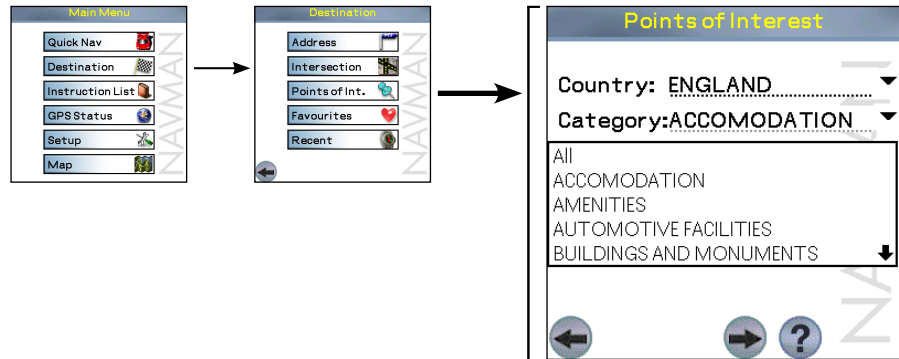 Main Menu
Quick Nav
Destination
Instruction List
GPS Status
Setup
Map
NAVMAN
Destination
Address
Intersection
Points of Int.
Favourites
Recent
NAVMAN
Points of Interest
Country: ENGLAND
Category: ACCOMODATION
All
ACCOMODATION
AMENITIES
AUTOMOTIVE FACILITIES
BUILDINGS AND MONUMENTS
?